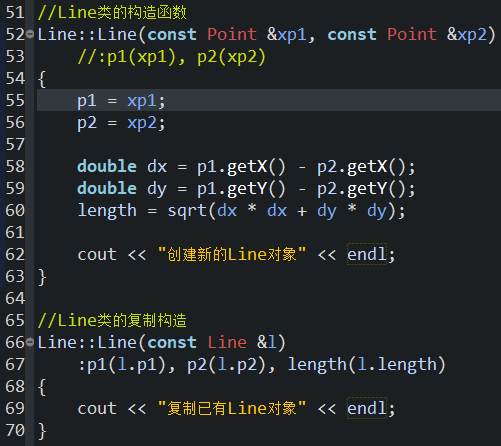 51 //Line类的构造函数
52 Line::Line(const Point &xp1, const Point &xp2)
53     //:p1(xp1), p2(xp2)
54 {
55     p1 = xp1;
56     p2 = xp2;
57
58     double dx = p1.getX() - p2.getX();
59     double dy = p1.getY() - p2.getY();
60     length = sqrt(dx * dx + dy * dy);
61
62     cout << "创建新的Line对象" << endl;
63 }
64
65 //Line类的复制构造
66 Line::Line(const Line &l)
67     :p1(l.p1), p2(l.p2), length(l.length)
68 {
69     cout << "复制已有Line对象" << endl;
70 }